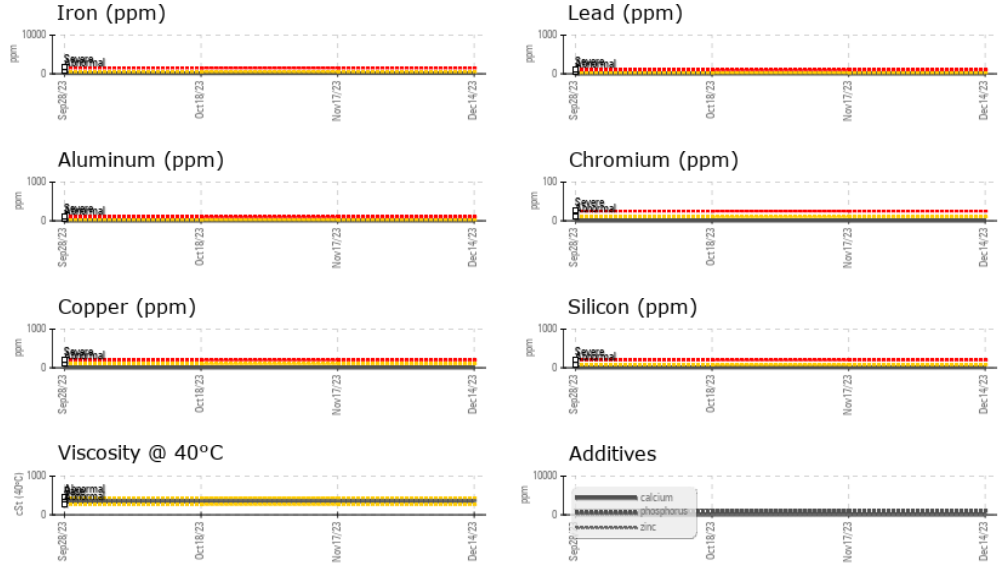 Iron (ppm)
10000
ppm
0
Severe
Abnormal
Sep28/23
Oct18/23
Nov17/23
Dec14/23
Lead (ppm)
10000
ppm
0
Severe
Abnormal
Sep28/23
Oct18/23
Nov17/23
Dec14/23
Aluminum (ppm)
1000
ppm
0
Severe
Abnormal
Sep28/23
Oct18/23
Nov17/23
Dec14/23
Chromium (ppm)
100
ppm
0
Severe
Abnormal
Sep28/23
Oct18/23
Nov17/23
Dec14/23
Copper (ppm)
1000
ppm
0
Severe
Abnormal
Sep28/23
Oct18/23
Nov17/23
Dec14/23
Silicon (ppm)
1000
ppm
0
Severe
Abnormal
Sep28/23
Oct18/23
Nov17/23
Dec14/23
Viscosity @ 40ºC
1000
cSt (40ºC)
0
Abnormal
Abnormal
Sep28/23
Oct18/23
Nov17/23
Dec14/23
Additives
10000
ppm
0
calcium
phosphorus
zinc
Sep28/23
Oct18/23
Nov17/23
Dec14/23